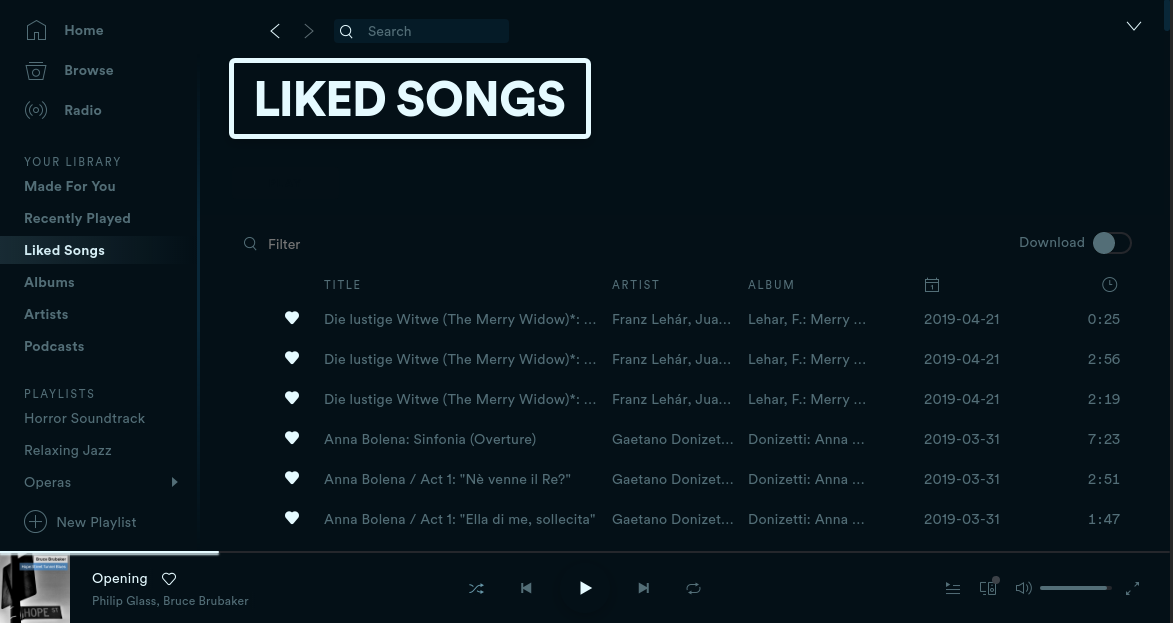 Home
Search
Browse
LIKED SONGS
Radio
YOUR LIBRARY
Made For You
Recently Played
Liked Songs
Albums
Artists
Podcasts
PLAYLISTS
Horror Soundtrack
Relaxing Jazz
Operas
New Playlist
Filter
Download
TITLE ARTIST ALBUM
Die lustige Witwe (The Merry Widow)*: ... Franz Lehár, Jua... Lehar, F.: Merry ... 2019-04-21 0:25
Die lustige Witwe (The Merry Widow)*: ... Franz Lehár, Jua... Lehar, F.: Merry ... 2019-04-21 2:56
Die lustige Witwe (The Merry Widow)*: ... Franz Lehár, Jua... Lehar, F.: Merry ... 2019-04-21 2:19
Anna Bolena: Sinfonia (Overture) Gaetano Donizet... Donizetti: Anna ... 2019-03-31 7:23
Anna Bolena / Act 1: "Nè venne il Re?" Gaetano Donizet... Donizetti: Anna ... 2019-03-31 2:51
Anna Bolena / Act 1: "Ella di me, sollecita" Gaetano Donizet... Donizetti: Anna ... 2019-03-31 1:47
Bruce Brubaker
HOPE ST
Opening
Philip Glass, Bruce Brubaker